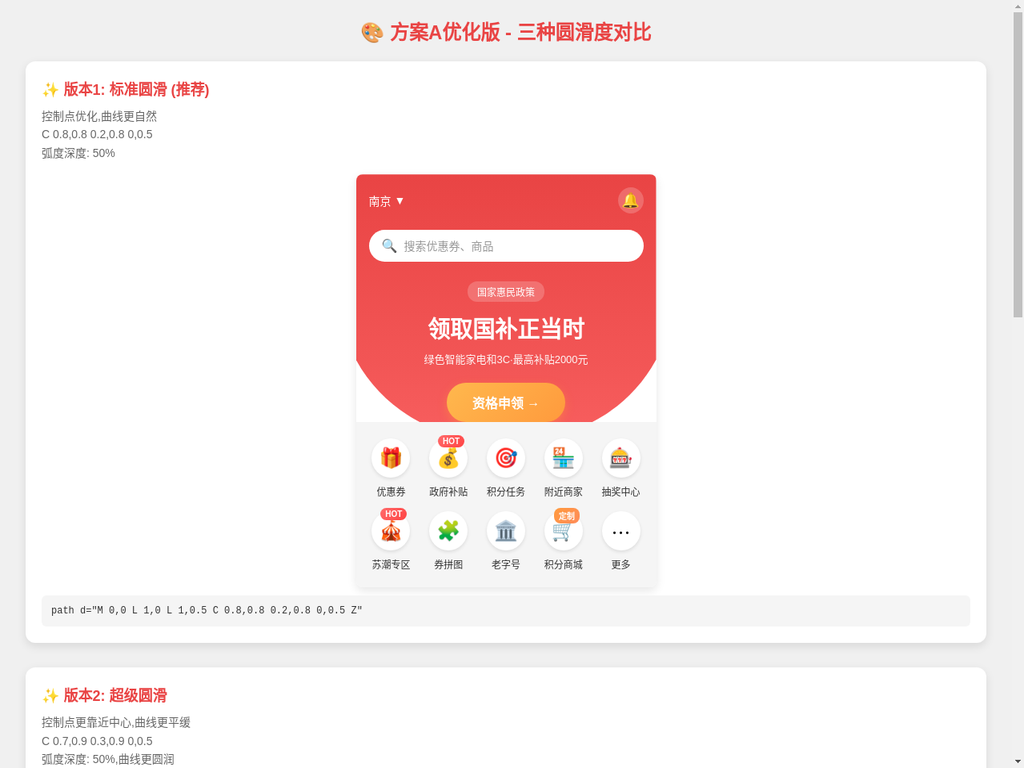 🎨 方案A优化版 - 三种圆滑度对比
✨ 版本1: 标准圆滑 (推荐)
控制点优化,曲线更自然
C 0.8,0.8 0.2,0.8 0,0.5
弧度深度: 50%
南京 ▼
搜索优惠券、商品
国家惠民政策
领取国补正当时
绿色智能家电和3C·最高补贴2000元
资格申领 →
HOT
优惠券 政府补贴 积分任务 附近商家 抽奖中心
HOT 定制
苏潮专区 券拼图 老字号 积分商城 更多
path d="M 0,0 L 1,0 L 1,0.5 C 0.8,0.8 0.2,0.8 0,0.5 Z"
✨ 版本2: 超级圆滑
控制点更靠近中心,曲线更平缓
C 0.7,0.9 0.3,0.9 0,0.5
弧度深度: 50%,曲线更圆润